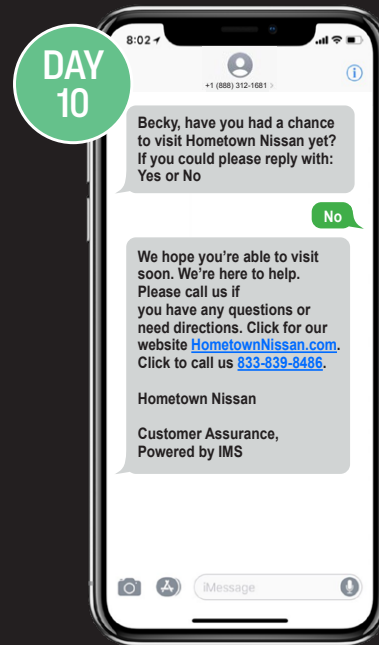 DAY
10
8:02
+1 (888) 312-1681 >
Becky, have you had a chance
to visit Hometown Nissan yet?
If you could please reply with:
Yes or No
No
We hope you're able to visit
soon. We're here to help.
Please call us if
you have any questions or
need directions. Click for our
website HometownNissan.com.
Click to call us 833-839-8486.
Hometown Nissan
Customer Assurance,
Powered by IMS
iMessage